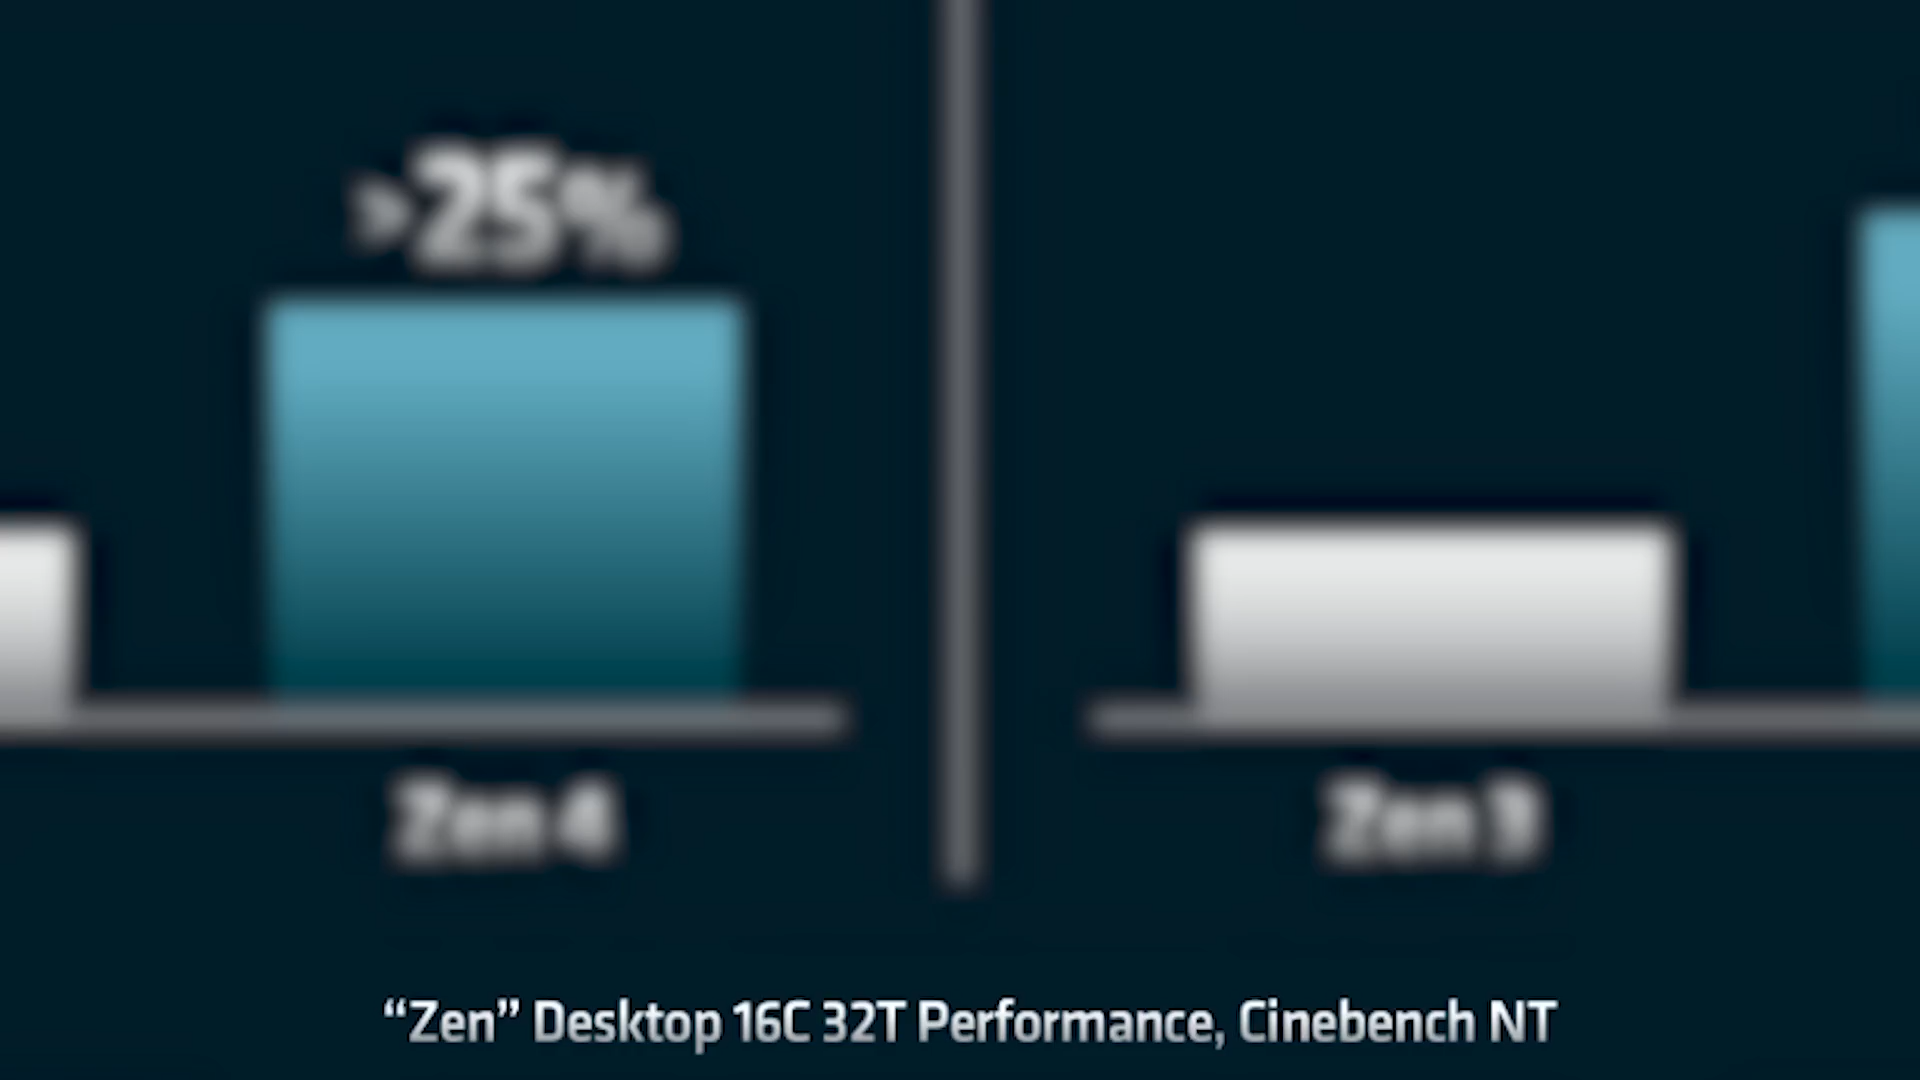 >25%
Zen 4
Zen 3
“Zen” Desktop 16C 32T Performance, Cinebench NT